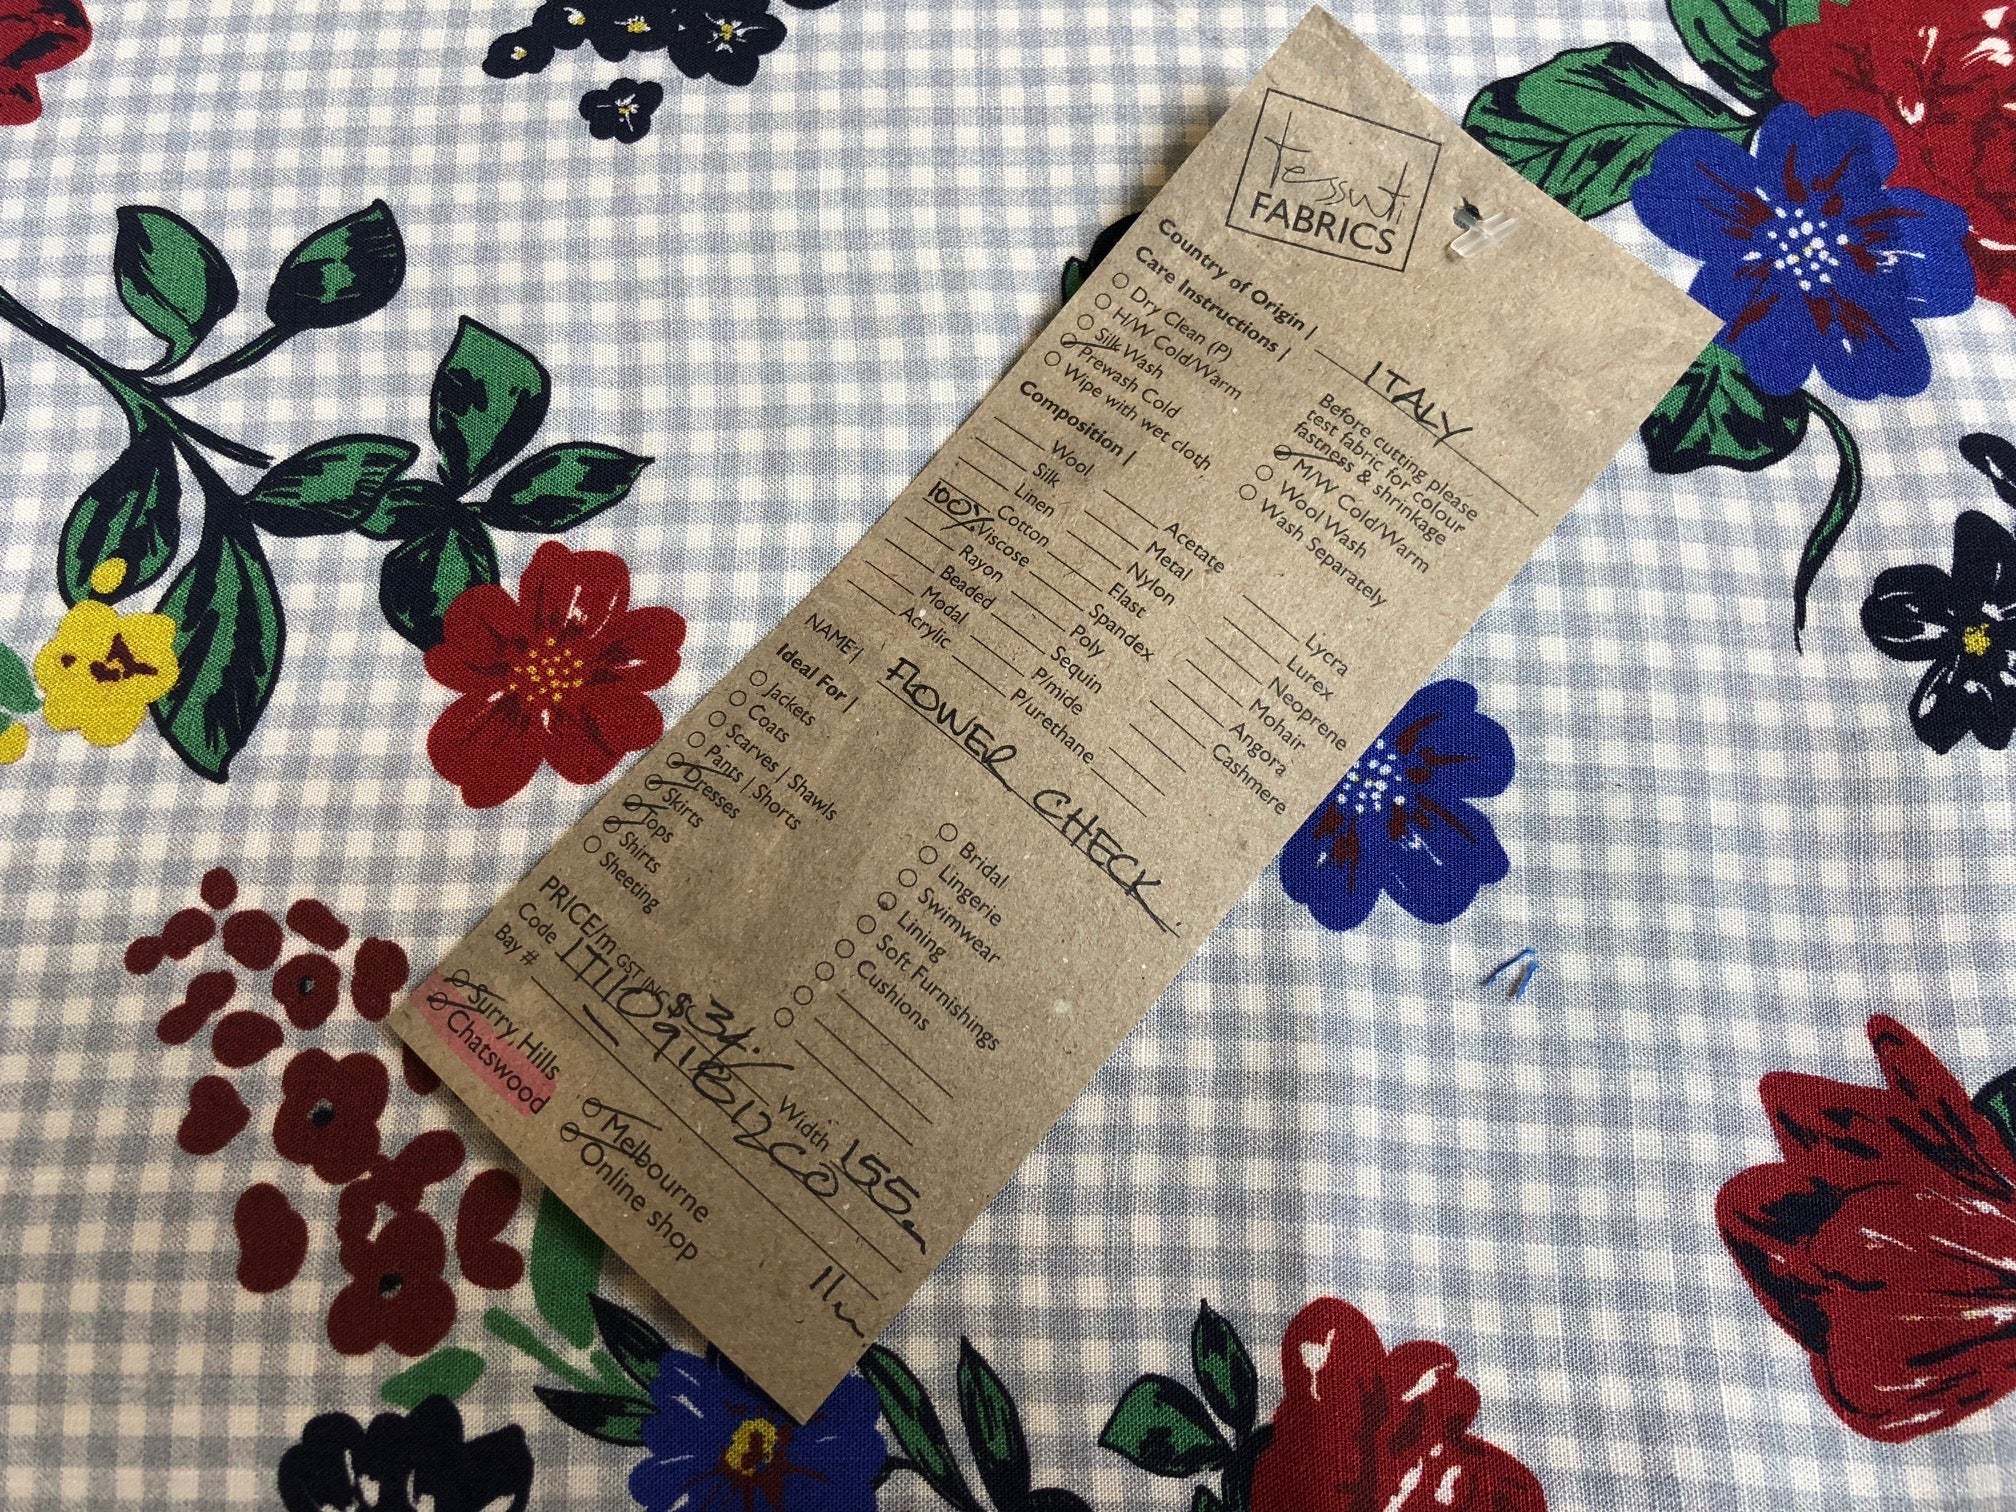 tessuti
FABRICS
Country of Origin | ITALY
Care Instructions |
Dry Clean (P)
H/W Cold/Warm
Silk Wash
Prewash Cold
Wipe with wet cloth
Before cutting please
test fabric for colour
fastness & shrinkage
M/W Cold/Warm
Wool Wash
Wash Separately
Composition |
Wool
Silk
Linen
Cotton
100% Viscose
Rayon
Beaded
Modal
Acrylic
Acetate
Metal
Nylon
Elast
Spandex
Poly
Sequin
P/mide
P/urethane
Lycra
Lurex
Neoprene
Mohair
Angora
Cashmere
NAME | FLOWER CHECK
Ideal For |
Jackets
Coats
Scarves | Shawls
Pants | Shorts
Dresses
Skirts
Tops
Shirts
Sheeting
Bridal
Lingerie
Swimwear
Lining
Soft Furnishings
Cushions
PRICE/m GST INC $34. Width 155
Code
Bay #
Surry Hills
Chatswood
Melbourne
Online shop